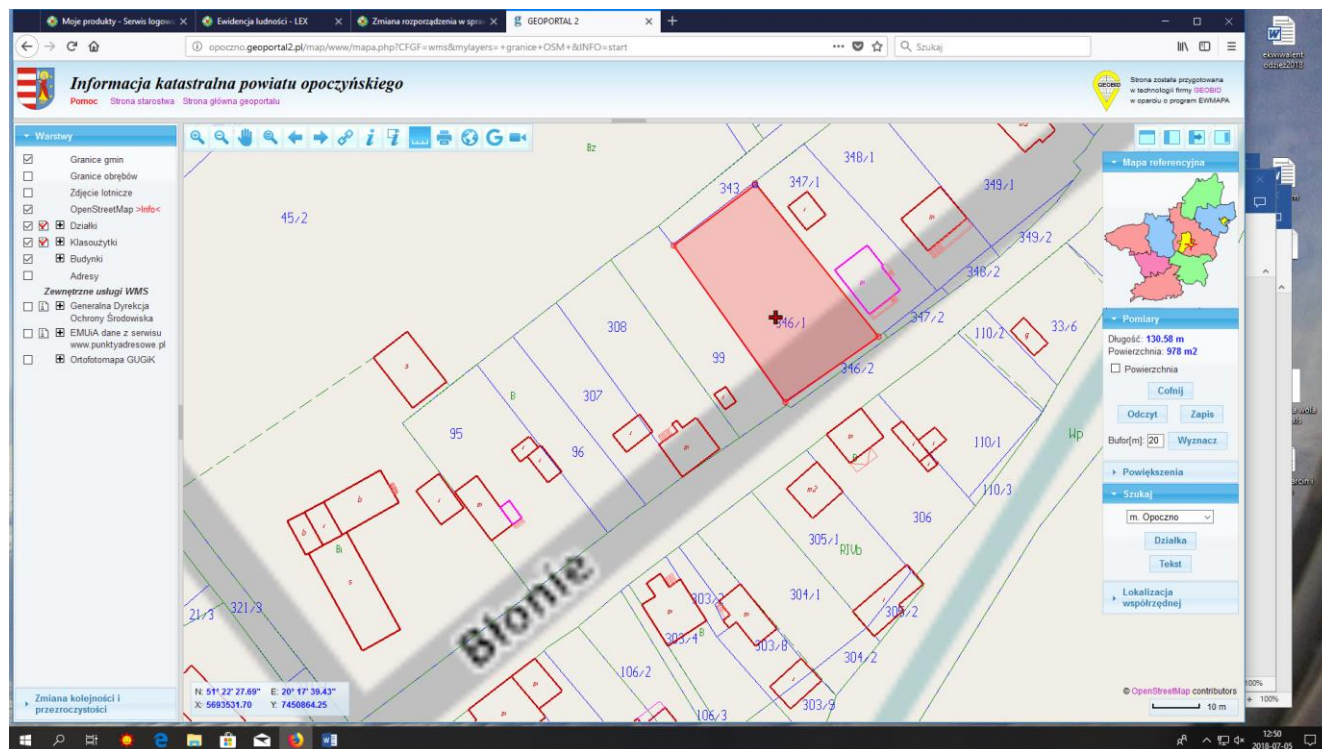 Moje produkty - Serwis logow
Ewidencja ludności - LEX
Zmiana rozporządzenia w spra
GEOPORTAL 2
opoczno.geoportal2.pl/map/www/mapa.php?CFGF=wms&mylayers=+granice+OSM+&INFO=start
Szukaj
ekwiwalent
odzież2018
Informacja katastralna powiatu opoczyńskiego
Pomoc Strona starostwa Strona główna geoportalu
GEOBID
Strona została przygotowana
w technologii firmy GEOBID
w oparciu o program EWMAPA
Warstwy
Granice gmin
Granice obrębów
Zdjęcie lotnicze
OpenStreetMap >Info<
Działki
Klasoużytki
Budynki
Adresy
Zewnętrzne usługi WMS
Generalna Dyrekcja
Ochrony Środowiska
EMUiA dane z serwisu
www.punktyadresowe.pl
Ortofotomapa GUGiK
Zmiana kolejności i
przezroczystości
Bz
348/1
343
347/1
349/1
45/2
349/2
348/2
346/1
347/2
110/2
33/6
g
308
99
346/2
s
B
307
95
96
m
110/1
Wp
m2
110/3
306
305/1
RIVb
b
s
Błonie
304/1
303/2
305/2
303/4
B
303/8
304/2
21/3
321/3
106/2
303/9
106/3
N: 51° 22' 27.69" E: 20° 17' 39.43"
X: 5693531.70 Y: 7450864.25
Mapa referencyjna
Pomiary
Długość: 130.58 m
Powierzchnia: 978 m2
Powierzchnia
Cofnij
Odczyt Zapis
Bufor[m]: 20 Wyznacz
Powiększenia
Szukaj
m. Opoczno
Działka
Tekst
Lokalizacja
współrzędnej
© OpenStreetMap contributors
10 m
100%
+ 100%
12:50
2018-07-05